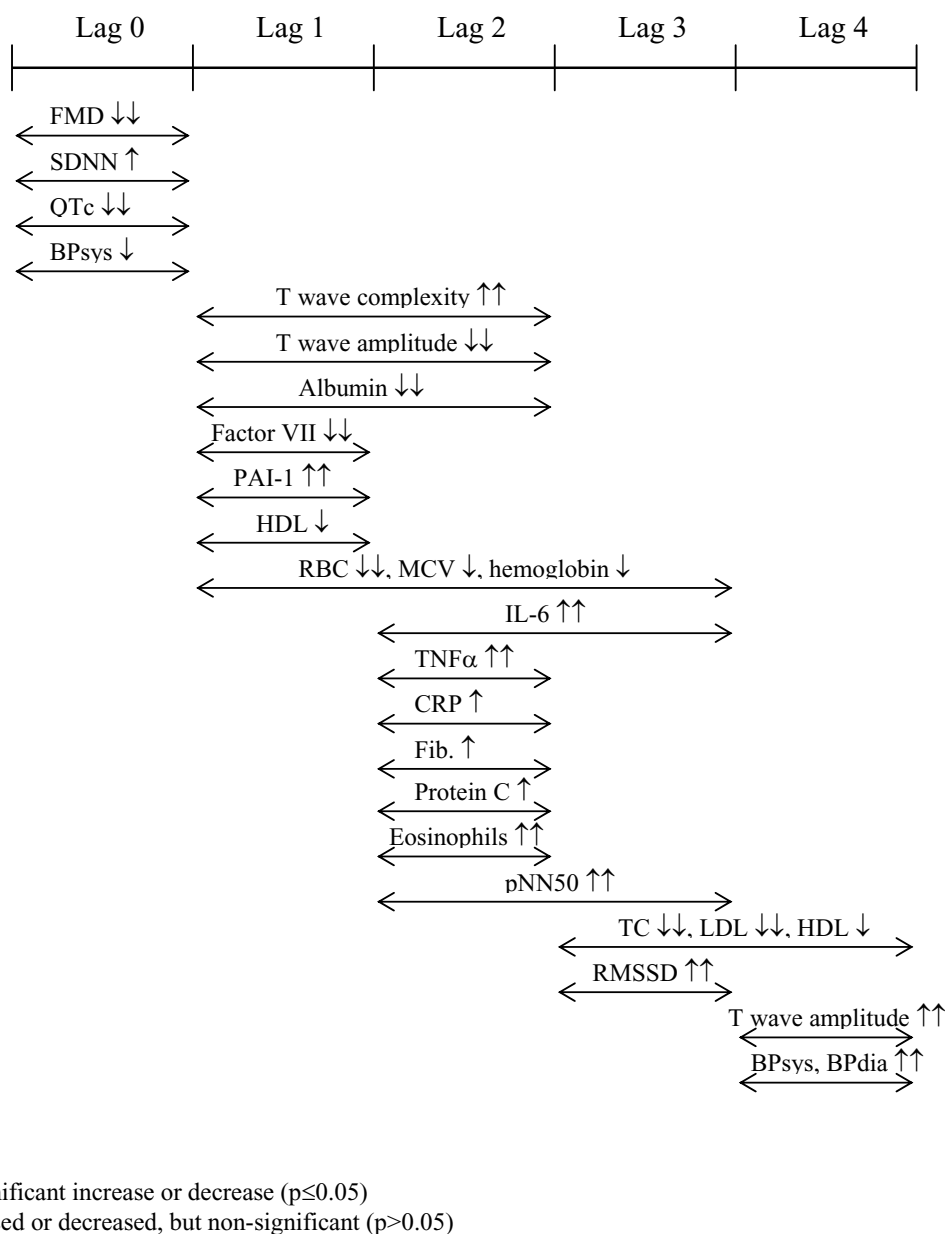 Lag 0 Lag 1 Lag 2 Lag 3 Lag 4
FMD ↓↓
SDNN ↑
QTc ↓↓
BPsys ↓
T wave complexity ↑↑
T wave amplitude ↓↓
Albumin ↓↓
Factor VII ↓↓
PAI-1 ↑↑
HDL ↓
RBC ↓↓, MCV ↓, hemoglobin ↓
IL-6 ↑↑
TNFα ↑↑
CRP ↑
Fib. ↑
Protein C ↑
Eosinophils ↑↑
pNN50 ↑↑
TC ↓↓, LDL ↓↓, HDL ↓
RMSSD ↑↑
T wave amplitude ↑↑
BPsys, BPdia ↑↑
nificant increase or decrease (p≤0.05)
ed or decreased, but non-significant (p>0.05)